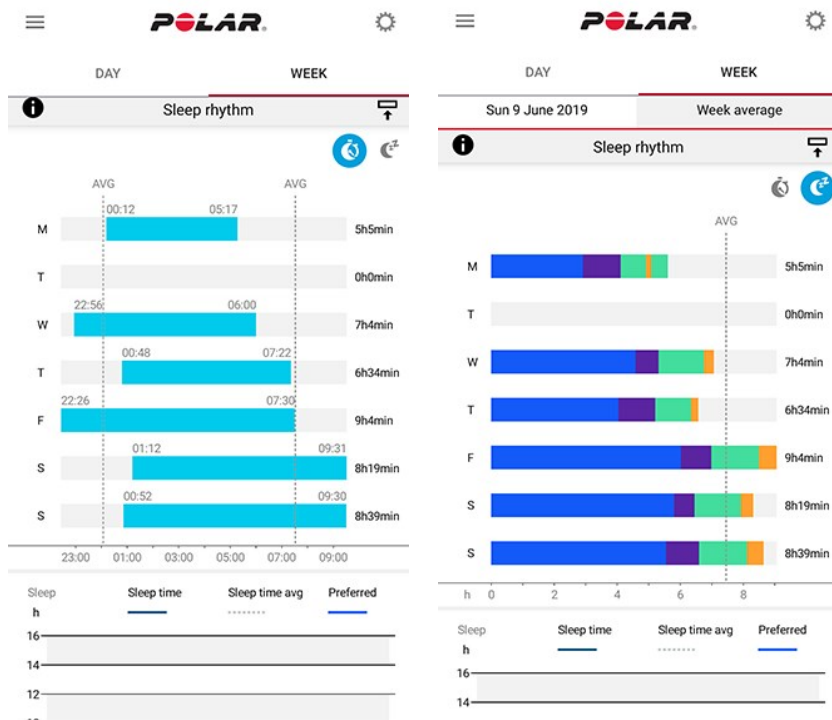 POLAR
DAY WEEK
Sleep rhythm
AVG AVG
00:12 05:17
M 5h5min
T 0h0min
22:56 06:00
W 7h4min
00:48 07:22
T 6h34min
22:26 07:30
F 9h4min
01:12 09:31
S 8h19min
00:52 09:30
S 8h39min
23:00 01:00 03:00 05:00 07:00 09:00
Sleep Sleep time Sleep time avg Preferred
h
16
14
12
POLAR
DAY WEEK
Sun 9 June 2019 Week average
Sleep rhythm
AVG
M 5h5min
T 0h0min
W 7h4min
T 6h34min
F 9h4min
S 8h19min
S 8h39min
h 0 2 4 6 8
Sleep Sleep time Sleep time avg Preferred
h
16
14